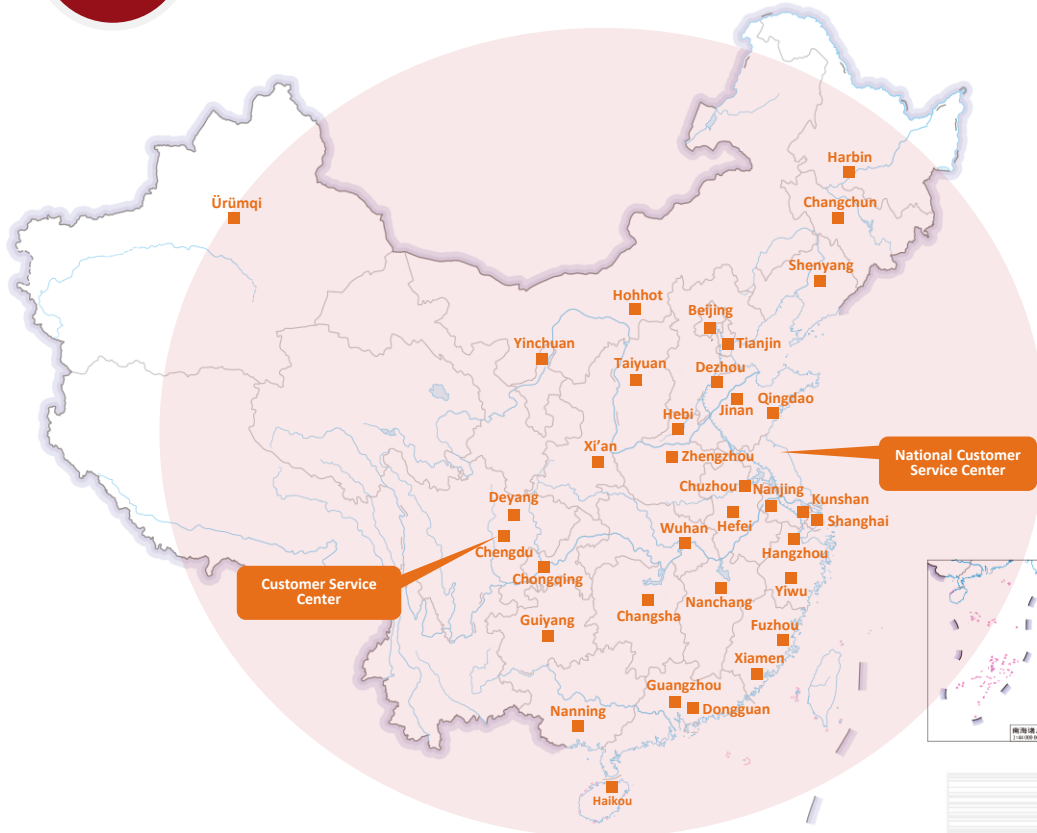 Harbin
Ürümqi
Changchun
Shenyang
Hohhot
Beijing
Yinchuan
Tianjin
Taiyuan
Dezhou
Jinan
Qingdao
Hebi
Xi’an
Zhengzhou
National Customer
Service Center
Chuzhou
Nanjing
Kunshan
Deyang
Shanghai
Hefei
Wuhan
Chengdu
Hangzhou
Customer Service
Center
Chongqing
Yiwu
Nanchang
Changsha
Guiyang
Fuzhou
Xiamen
Guangzhou
Dongguan
Nanning
Haikou